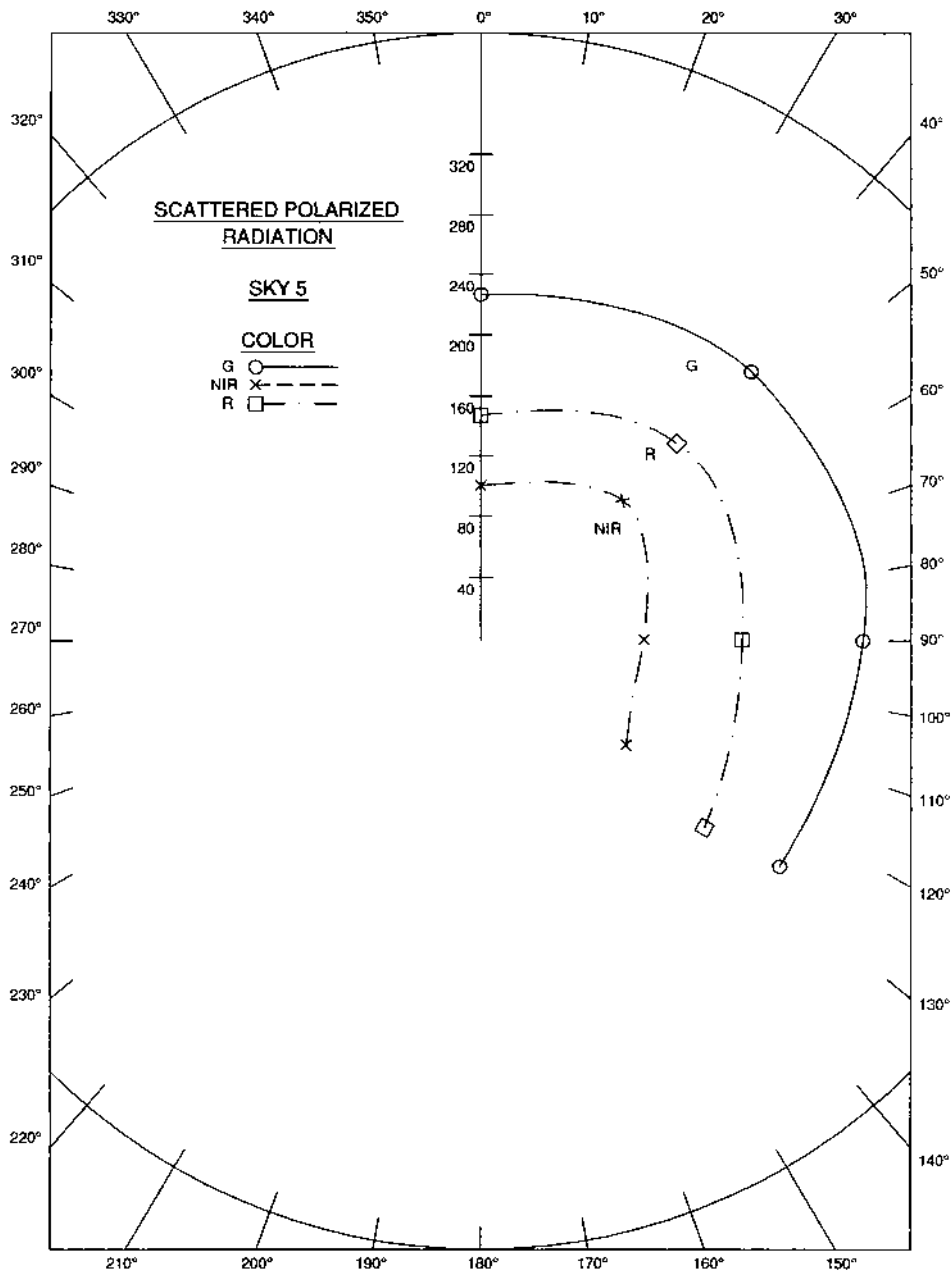 330° 340° 350° 0° 10° 20° 30°
320° 40°
320
SCATTERED POLARIZED
RADIATION
280
310° 50°
SKY 5
240
COLOR
200
G
G
300° 60°
NIR
R
160
R
290° 120 70°
NIR
80
280° 80°
40
270° 90°
260° 100°
250° 110°
240° 120°
230° 130°
220° 140°
210° 200° 190° 180° 170° 160° 150°